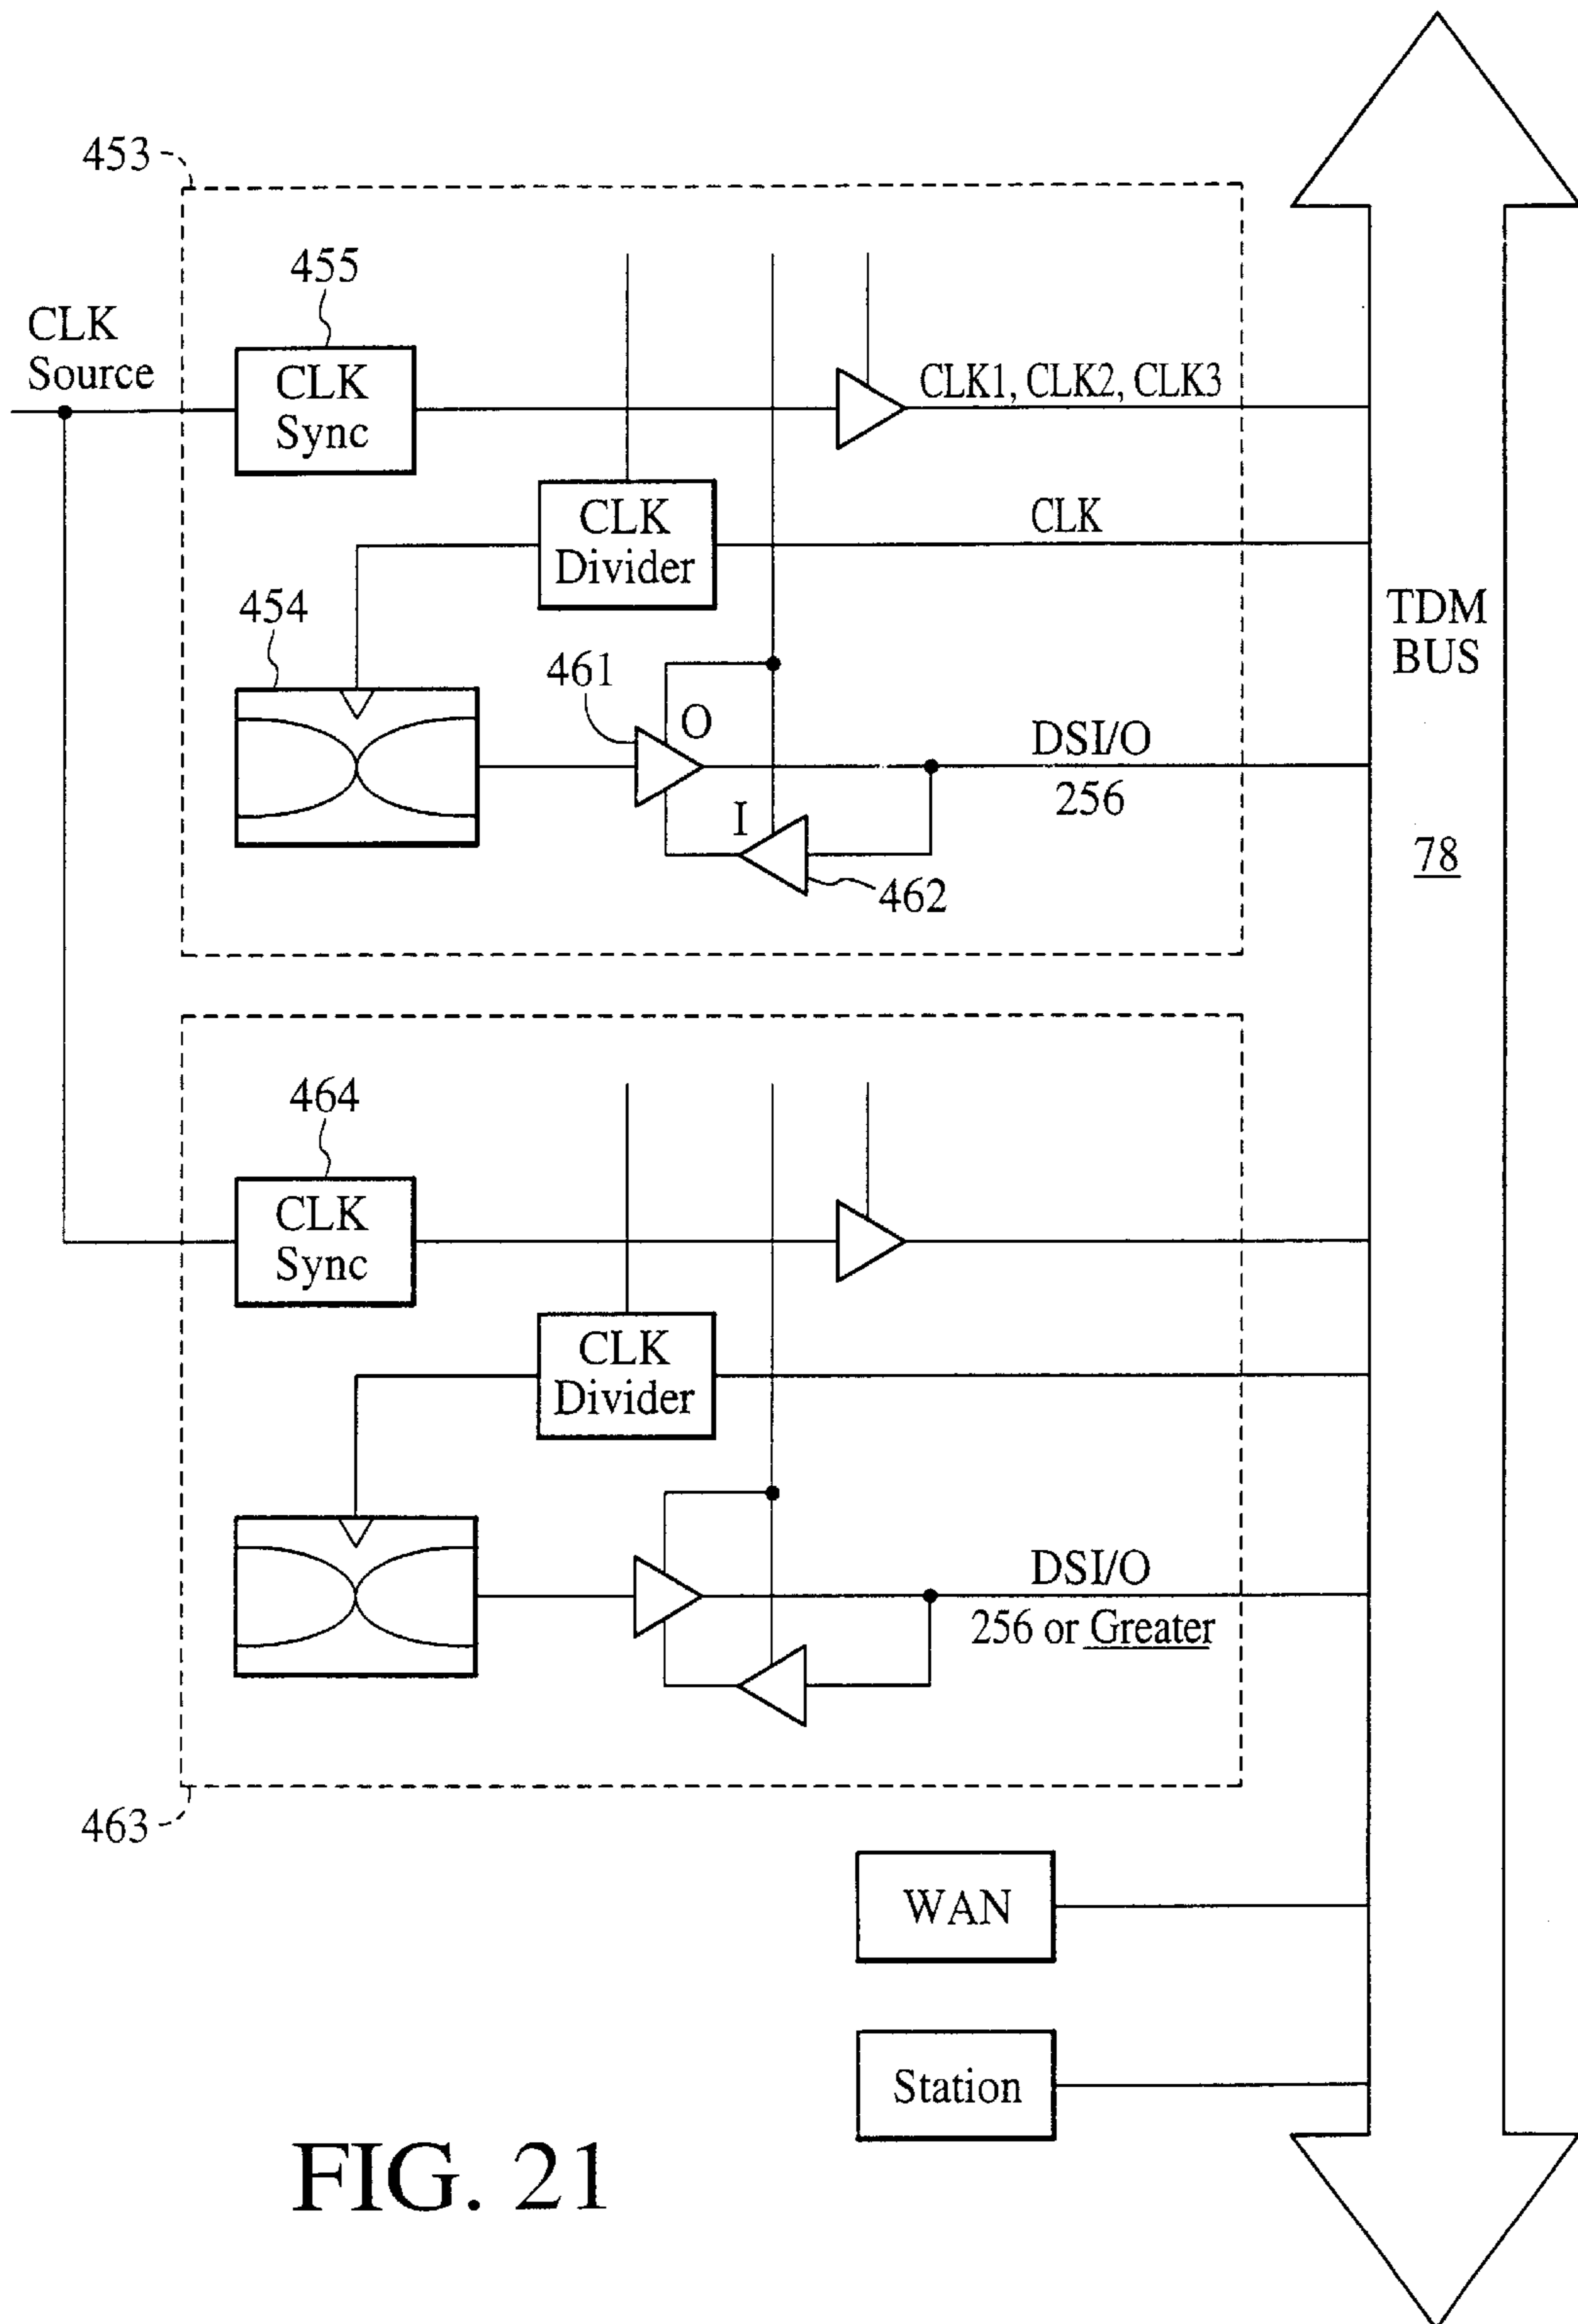 453
455
CLK
Source
CLK
Sync
CLK1, CLK2, CLK3
CLK
Divider
CLK
454
461
O
DSI/O
256
I
462
TDM
BUS
78
464
CLK
Sync
CLK
Divider
DSI/O
256 or Greater
463
WAN
Station
FIG. 21